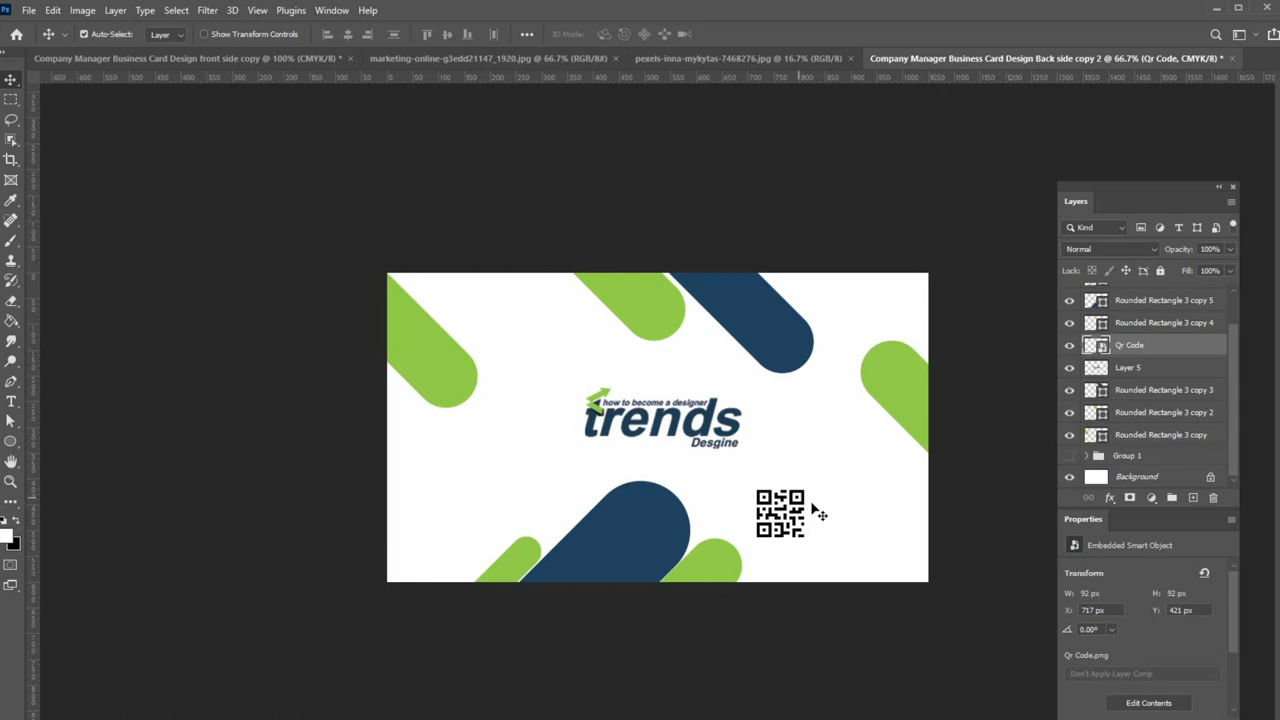 File Edit Image Layer Type Select Filter 3D View Plugins Window Help
Auto-Select: Layer Show Transform Controls 3D Mode:
Company Manager Business Card Design front side copy @ 100% (CMYK/8) * marketing-online-g3edd21147_1920.jpg @ 66.7% (RGB/8#) pexels-inna-mykytas-7468276.jpg @ 16.7% (RGB/8) Company Manager Business Card Design Back side copy 2 @ 66.7% (Qr Code, CMYK/8) *
how to become a designer
trends
Desgine
Layers
Kind
Normal Opacity: 100%
Lock: Fill: 100%
Rounded Rectangle 3 copy 5
Rounded Rectangle 3 copy 4
Qr Code
Layer 5
Rounded Rectangle 3 copy 3
Rounded Rectangle 3 copy 2
Rounded Rectangle 3 copy
Group 1
Background
Properties
Embedded Smart Object
Transform
W: 92 px H: 92 px
X: 717 px Y: 421 px
0.00°
Qr Code.png
Don't Apply Layer Comp
Edit Contents